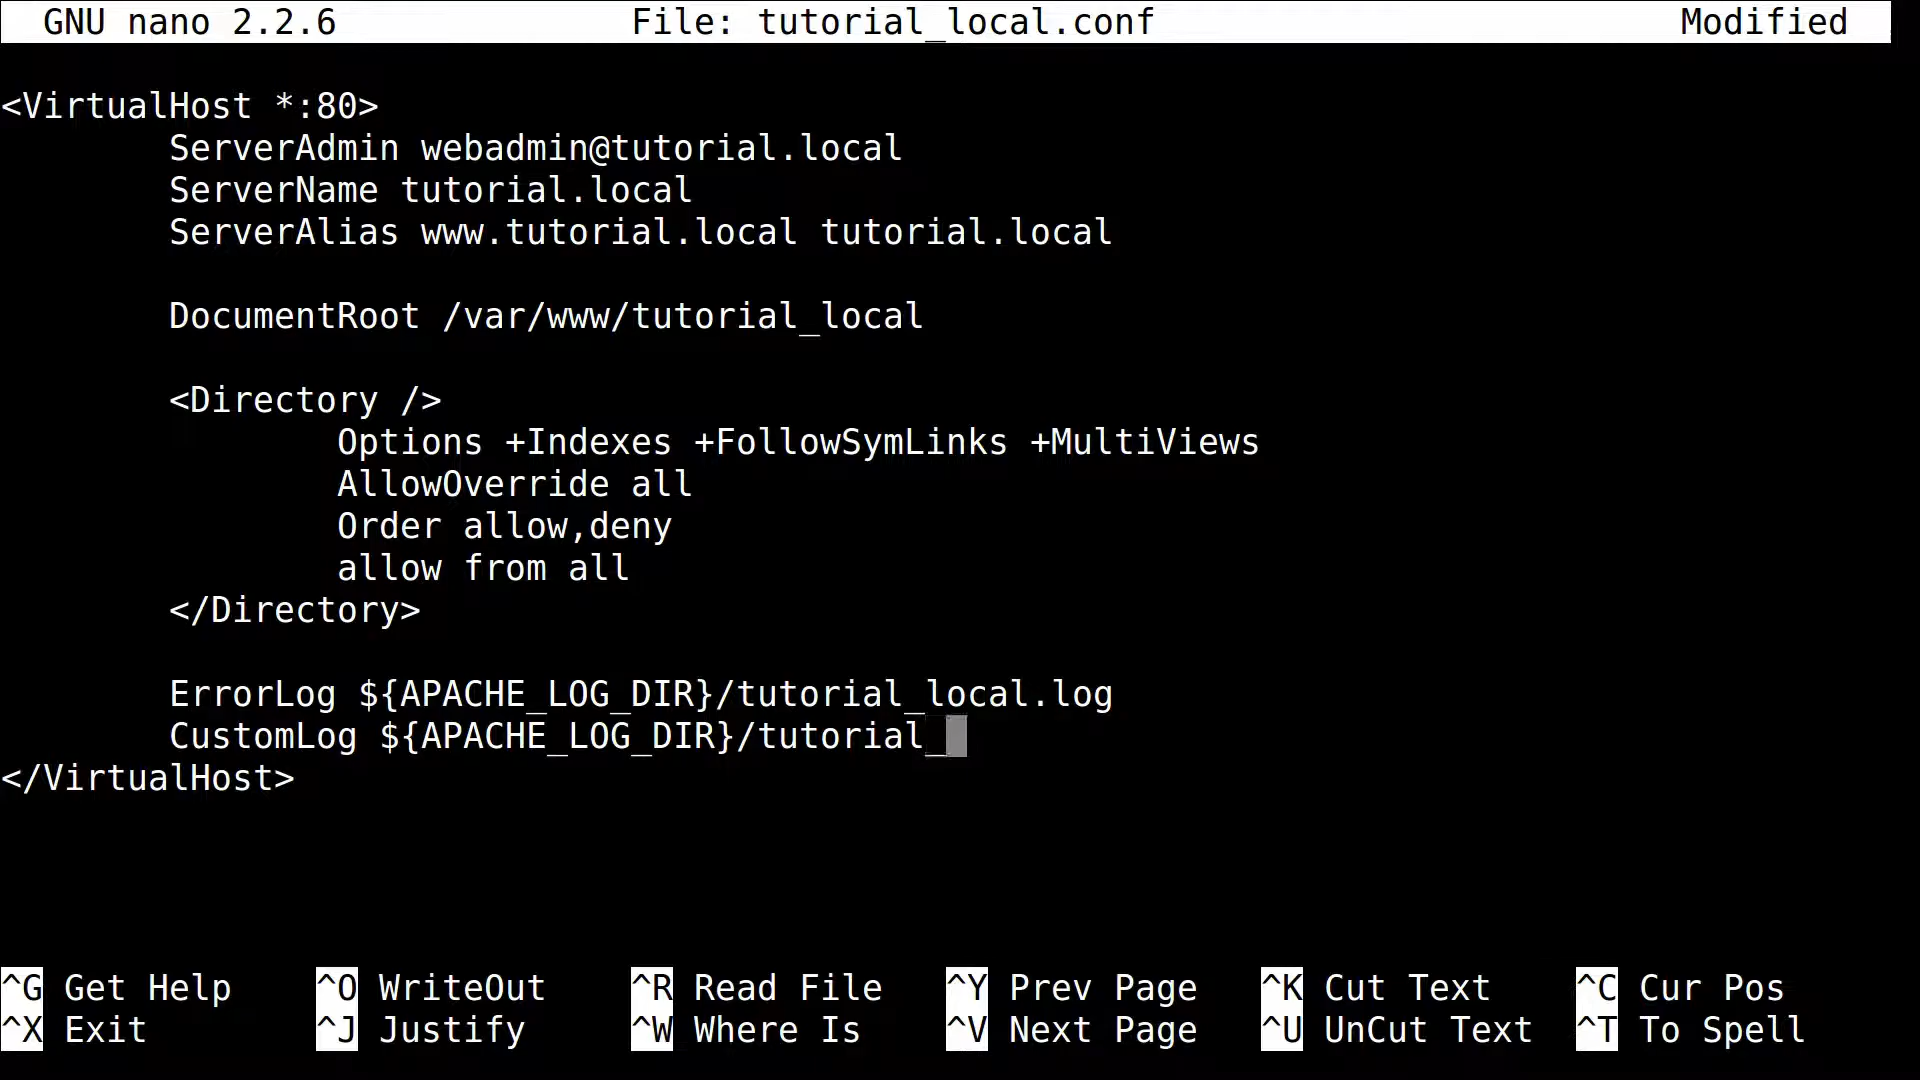 GNU nano 2.2.6 File: tutorial_local.conf Modified
<VirtualHost *:80>
ServerAdmin webadmin@tutorial.local
ServerName tutorial.local
ServerAlias www.tutorial.local tutorial.local
DocumentRoot /var/www/tutorial_local
<Directory />
Options +Indexes +FollowSymLinks +MultiViews
AllowOverride all
Order allow,deny
allow from all
</Directory>
ErrorLog ${APACHE_LOG_DIR}/tutorial_local.log
CustomLog ${APACHE_LOG_DIR}/tutorial_
</VirtualHost>
^G Get Help ^O WriteOut ^R Read File ^Y Prev Page ^K Cut Text ^C Cur Pos
^X Exit ^J Justify ^W Where Is ^V Next Page ^U UnCut Text ^T To Spell